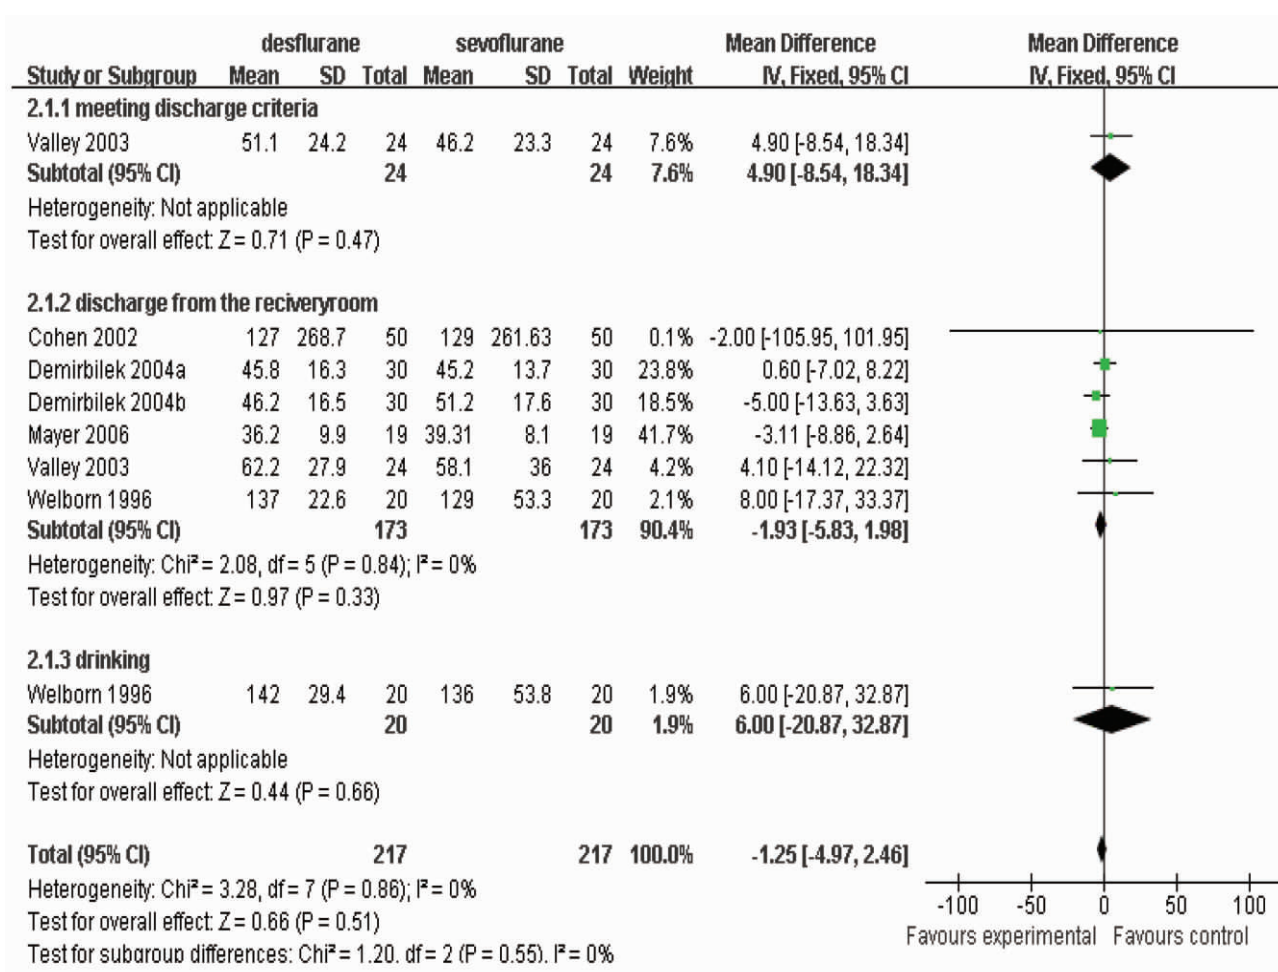 desflurane sevoflurane Mean Difference Mean Difference
Study or Subgroup Mean SD Total Mean SD Total Weight IV, Fixed, 95% CI IV, Fixed, 95% CI
2.1.1 meeting discharge criteria
Valley 2003 51.1 24.2 24 46.2 23.3 24 7.6% 4.90 [-8.54, 18.34]
Subtotal (95% CI) 24 24 7.6% 4.90 [-8.54, 18.34]
Heterogeneity: Not applicable
Test for overall effect: Z = 0.71 (P = 0.47)
2.1.2 discharge from the reciveryroom
Cohen 2002 127 268.7 50 129 261.63 50 0.1% -2.00 [-105.95, 101.95]
Demirbilek 2004a 45.8 16.3 30 45.2 13.7 30 23.8% 0.60 [-7.02, 8.22]
Demirbilek 2004b 46.2 16.5 30 51.2 17.6 30 18.5% -5.00 [-13.63, 3.63]
Mayer 2006 36.2 9.9 19 39.31 8.1 19 41.7% -3.11 [-8.86, 2.64]
Valley 2003 62.2 27.9 24 58.1 36 24 4.2% 4.10 [-14.12, 22.32]
Welborn 1996 137 22.6 20 129 53.3 20 2.1% 8.00 [-17.37, 33.37]
Subtotal (95% CI) 173 173 90.4% -1.93 [-5.83, 1.98]
Heterogeneity: Chi² = 2.08, df = 5 (P = 0.84); I² = 0%
Test for overall effect: Z = 0.97 (P = 0.33)
2.1.3 drinking
Welborn 1996 142 29.4 20 136 53.8 20 1.9% 6.00 [-20.87, 32.87]
Subtotal (95% CI) 20 20 1.9% 6.00 [-20.87, 32.87]
Heterogeneity: Not applicable
Test for overall effect: Z = 0.44 (P = 0.66)
Total (95% CI) 217 217 100.0% -1.25 [-4.97, 2.46]
Heterogeneity: Chi² = 3.28, df = 7 (P = 0.86); I² = 0%
Test for overall effect: Z = 0.66 (P = 0.51)
Test for subgroup differences: Chi² = 1.20. df = 2 (P = 0.55). I² = 0%
-100 -50 0 50 100
Favours experimental Favours control